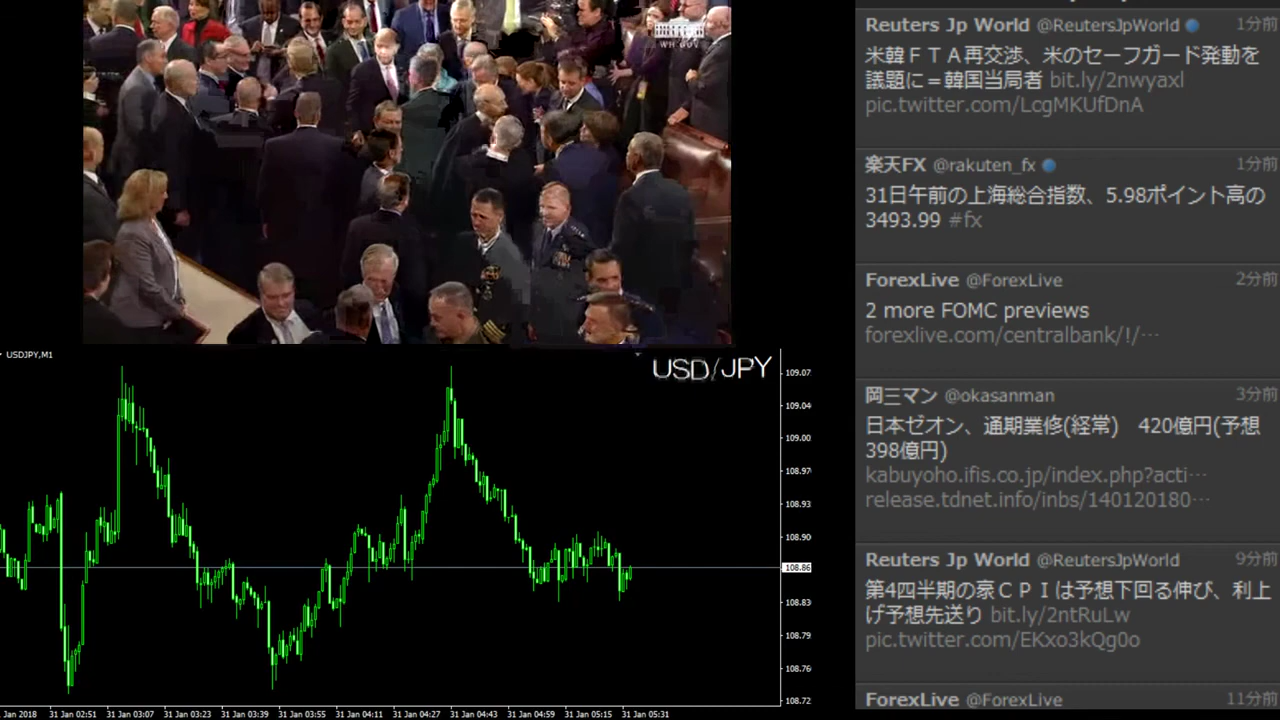 WH.GOV
USDJPY,M1
USD/JPY
109.07
109.04
109.00
108.97
108.93
108.90
108.86
108.83
108.79
108.76
108.72
Jan 2018
31 Jan 02:51
31 Jan 03:07
31 Jan 03:23
31 Jan 03:39
31 Jan 03:55
31 Jan 04:11
31 Jan 04:27
31 Jan 04:43
31 Jan 04:59
31 Jan 05:15
31 Jan 05:31
Reuters Jp World @ReutersJpWorld 1分前
米韓ＦＴＡ再交渉、米のセーフガード発動を
議題に＝韓国当局者 bit.ly/2nwyaxl
pic.twitter.com/LcgMKUfDnA
楽天FX @rakuten_fx 1分前
31日午前の上海総合指数、5.98ポイント高の
3493.99 #fx
ForexLive @ForexLive 2分前
2 more FOMC previews
forexlive.com/centralbank/!/…
岡三マン @okasanman 3分前
日本ゼオン、通期業修(経常)　420億円(予想
398億円)
kabuyoho.ifis.co.jp/index.php?acti…
release.tdnet.info/inbs/140120180…
Reuters Jp World @ReutersJpWorld 9分前
第4四半期の豪ＣＰＩは予想下回る伸び、利上
げ予想先送り bit.ly/2ntRuLw
pic.twitter.com/EKxo3kQg0o
ForexLive @ForexLive 11分前